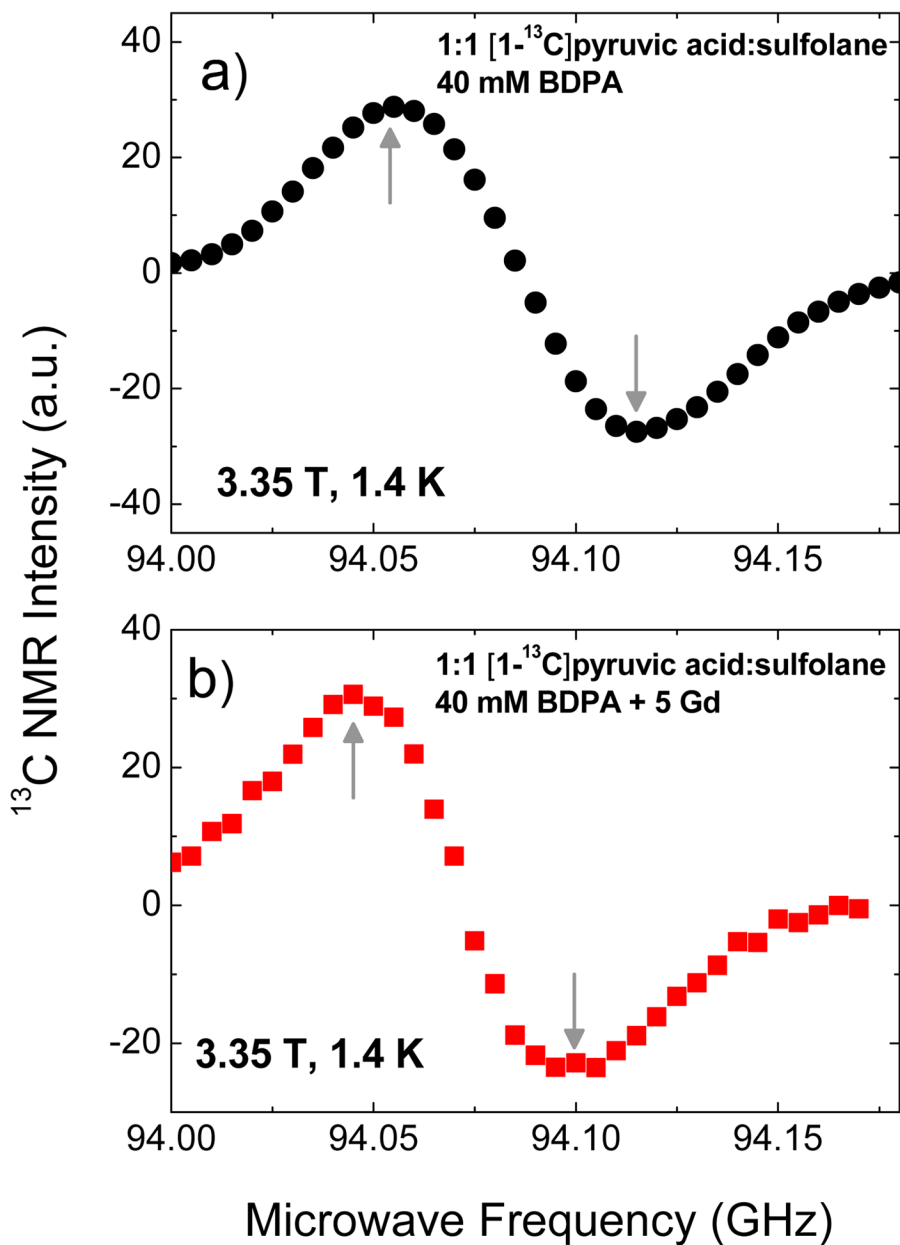 ¹³C NMR Intensity (a.u.)
a)
1:1 [1-¹³C]pyruvic acid:sulfolane
40 mM BDPA
40
20
0
-20
-40
3.35 T, 1.4 K
94.00 94.05 94.10 94.15
b)
1:1 [1-¹³C]pyruvic acid:sulfolane
40 mM BDPA + 5 Gd
40
20
0
-20
3.35 T, 1.4 K
94.00 94.05 94.10 94.15
Microwave Frequency (GHz)